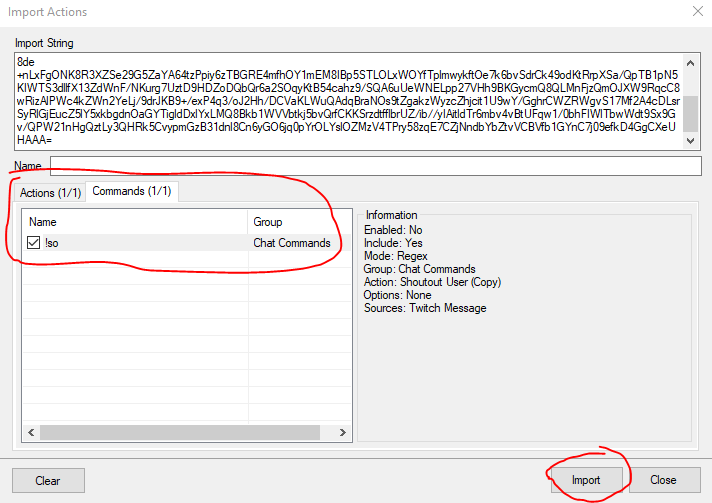 Import Actions
Import String
8de
+nLxFgONK8R3XZSe29G5ZaYA64tzPpiy6zTBGRE4mfhOY1mEM8IBp5STLOLxWOYfTplmwykftOe7k6bvSdrCk49odKtRrpXSa/QpTB1pN5
KIWTS3dllfX13ZdWnF/NKurg7UztD9HDZoDQbQr6a2SOqyKtB54cahz9/SQA6uUeWNELpp27VHh9BKGycmQ8QLMnFjzQmOJXW9RqcC8
wRizAlPWc4kZWn2YeLj/9drJKB9+/exP4q3/oJ2Hh/DCVaKLWuQAdqBraNOs9tZgakzWyzcZhjcit1U9wY/GghrCWZRWgvS17Mf2A4cDLsr
SyRlGjEucZ5lY5xkbgdnOaGYTigIdDxlYxLMQ8Bkb1WVVbtkj5bvQrfCKKSrzdtfflbrUZ/ib//ylAitldTr6mbv4vBtUFqw1/0bhFIWlTbwWdt9Sx9G
v/QPW21nHgQztLy3QHRk5CvypmGzB31dnl8Cn6yGO6jq0pYrOLYslOZMzV4TPry58zqE7CZjNndbYbZtvVCBVfb1GYnC7j09efkD4GgCXeU
HAAA=
Name
Actions (1/1) Commands (1/1)
Name Group
!so Chat Commands
Information
Enabled: No
Include: Yes
Mode: Regex
Group: Chat Commands
Action: Shoutout User (Copy)
Options: None
Sources: Twitch Message
Clear Import Close